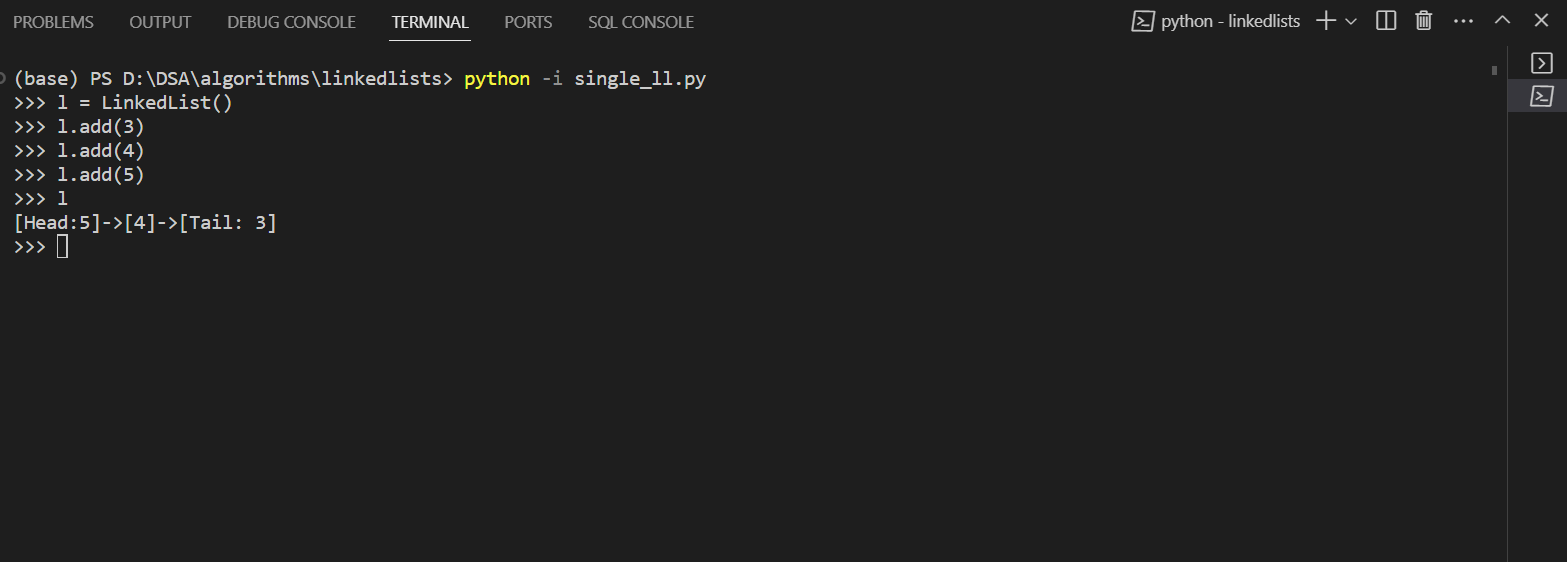 PROBLEMS OUTPUT DEBUG CONSOLE TERMINAL PORTS SQL CONSOLE python - linkedlists
(base) PS D:\DSA\algorithms\linkedlists> python -i single_ll.py
>>> l = LinkedList()
>>> l.add(3)
>>> l.add(4)
>>> l.add(5)
>>> l
[Head:5]->[4]->[Tail: 3]
>>>